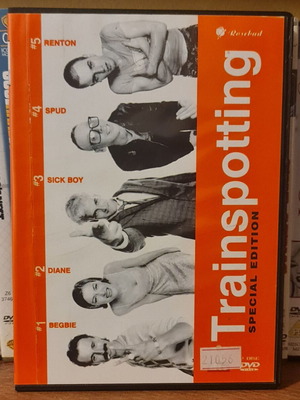 Rosebud
#5 RENTON
#4 SPUD
#3 SICK BOY
#2 DIANE
#1 BEGBIE
Trainspotting
SPECIAL EDITION
DVD